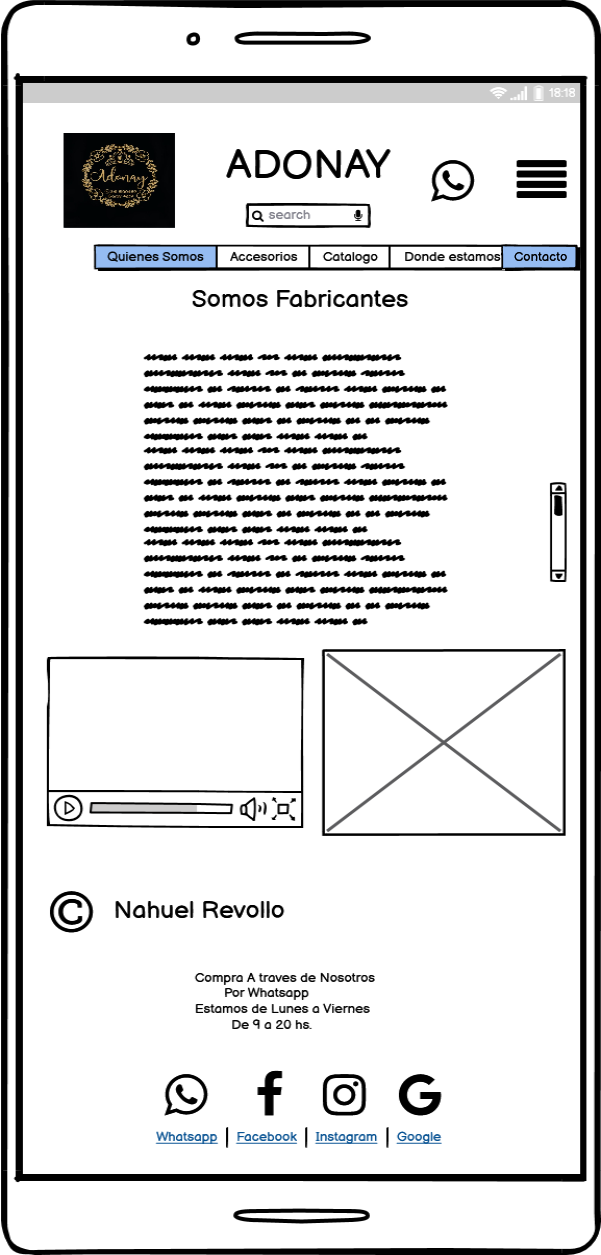 18:18
Adonay
ADONAY
search
Quienes Somos Accesorios Catalogo Donde estamos Contacto
Somos Fabricantes
© Nahuel Revollo
Compra A traves de Nosotros
Por Whatsapp
Estamos de Lunes a Viernes
De 9 a 20 hs.
Whatsapp | Facebook | Instagram | Google